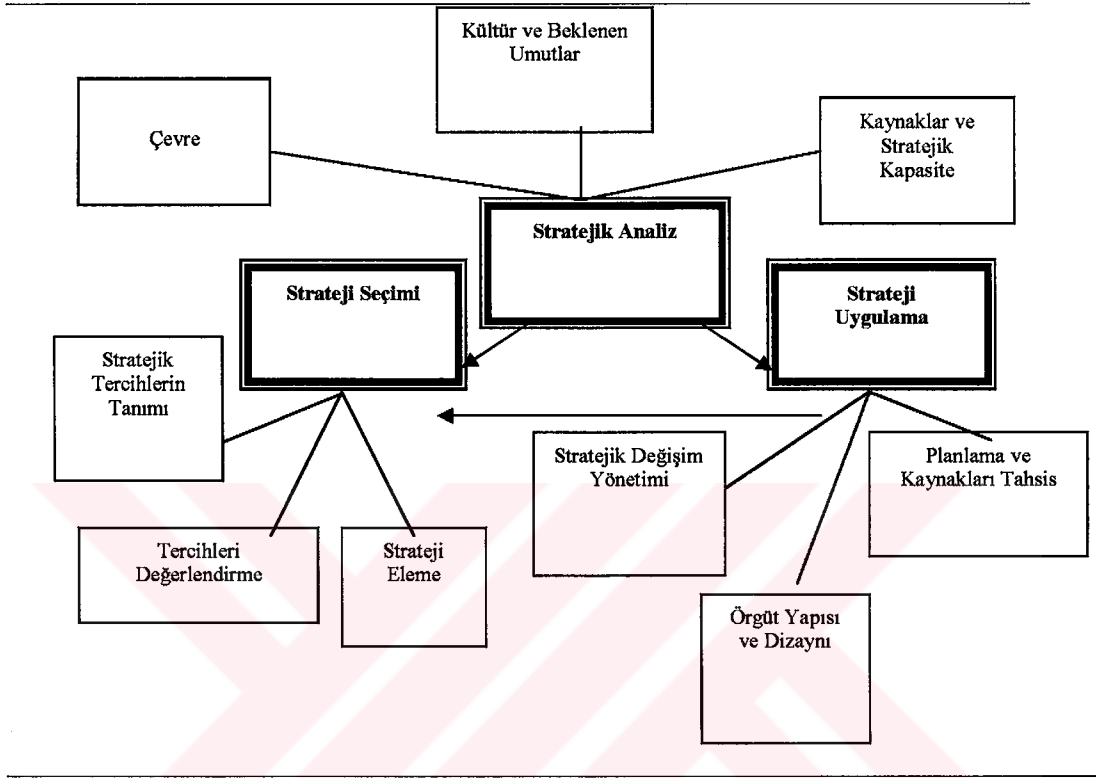 Kültür ve Beklenen
Umutlar
Çevre
Kaynaklar ve
Stratejik
Kapasite
Stratejik Analiz
Strateji Seçimi
Strateji
Uygulama
Stratejik
Tercihlerin
Tanımı
Stratejik Değişim
Yönetimi
Planlama ve
Kaynakları Tahsis
Tercihleri
Değerlendirme
Strateji
Eleme
Örgüt Yapısı
ve Dizaynı